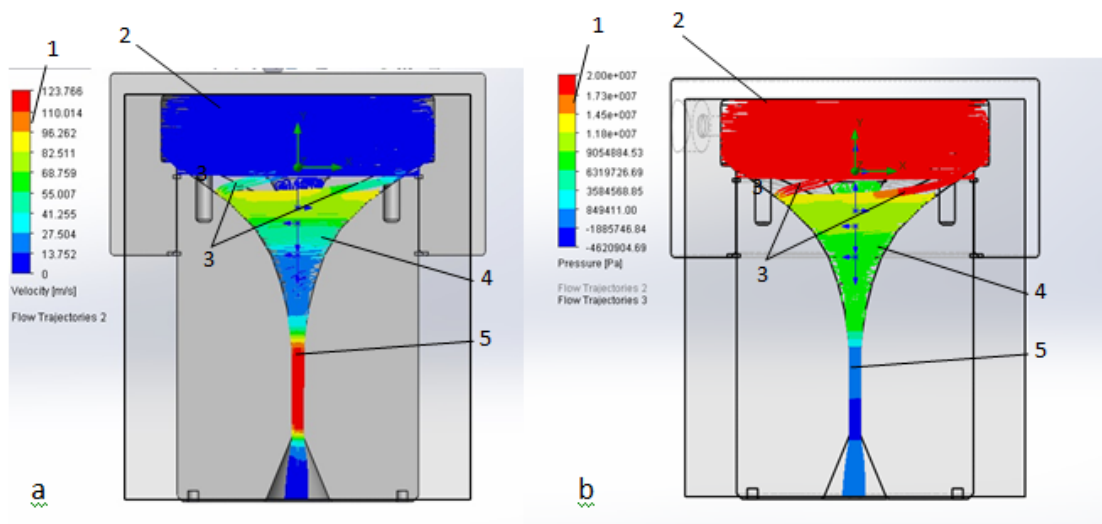 1
2
123.766
110.014
96.262
82.511
68.759
55.007
41.255
27.504
13.752
0
Velocity [m/s]
Flow Trajectories 2
3
3
4
5
Y
a
1
2
2.00e+007
1.73e+007
1.45e+007
1.18e+007
9054884.53
6319726.69
3584568.85
849411.00
-1885746.84
-4620904.69
Pressure [Pa]
Flow Trajectories 2
Flow Trajectories 3
3
3
4
5
Y
X
b